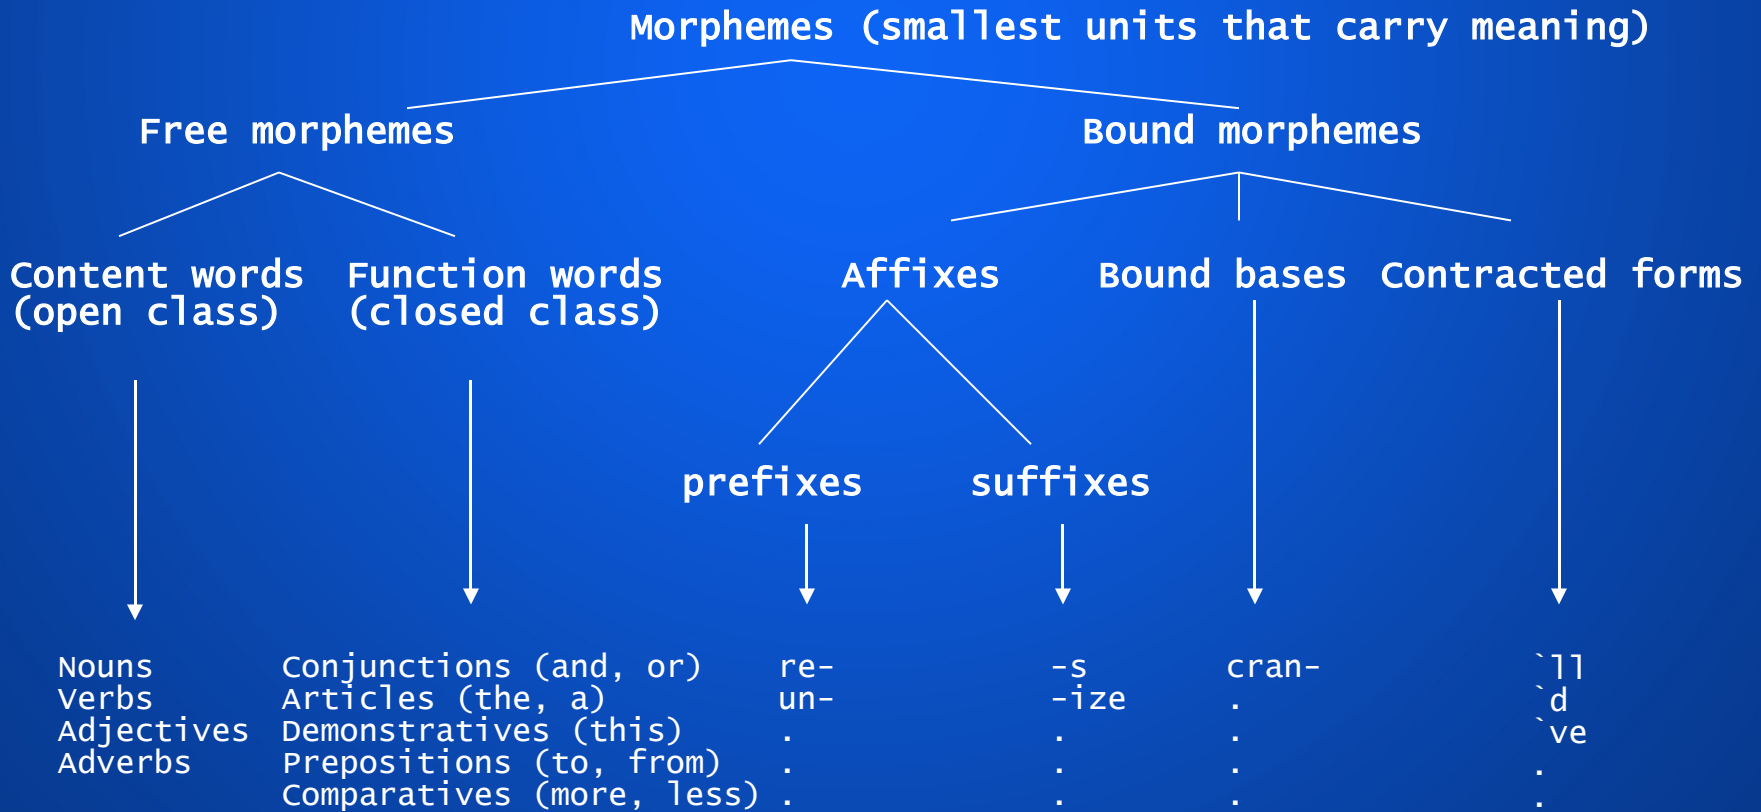 Morphemes (smallest units that carry meaning)
Free morphemes Bound morphemes
Content words Function words Affixes Bound bases Contracted forms
(open class) (closed class)
prefixes suffixes
Nouns Conjunctions (and, or) re- -s cran- `ll
Verbs Articles (the, a) un- -ize . `d
Adjectives Demonstratives (this) . . . `ve
Adverbs Prepositions (to, from) . . . .
Comparatives (more, less) . . . .